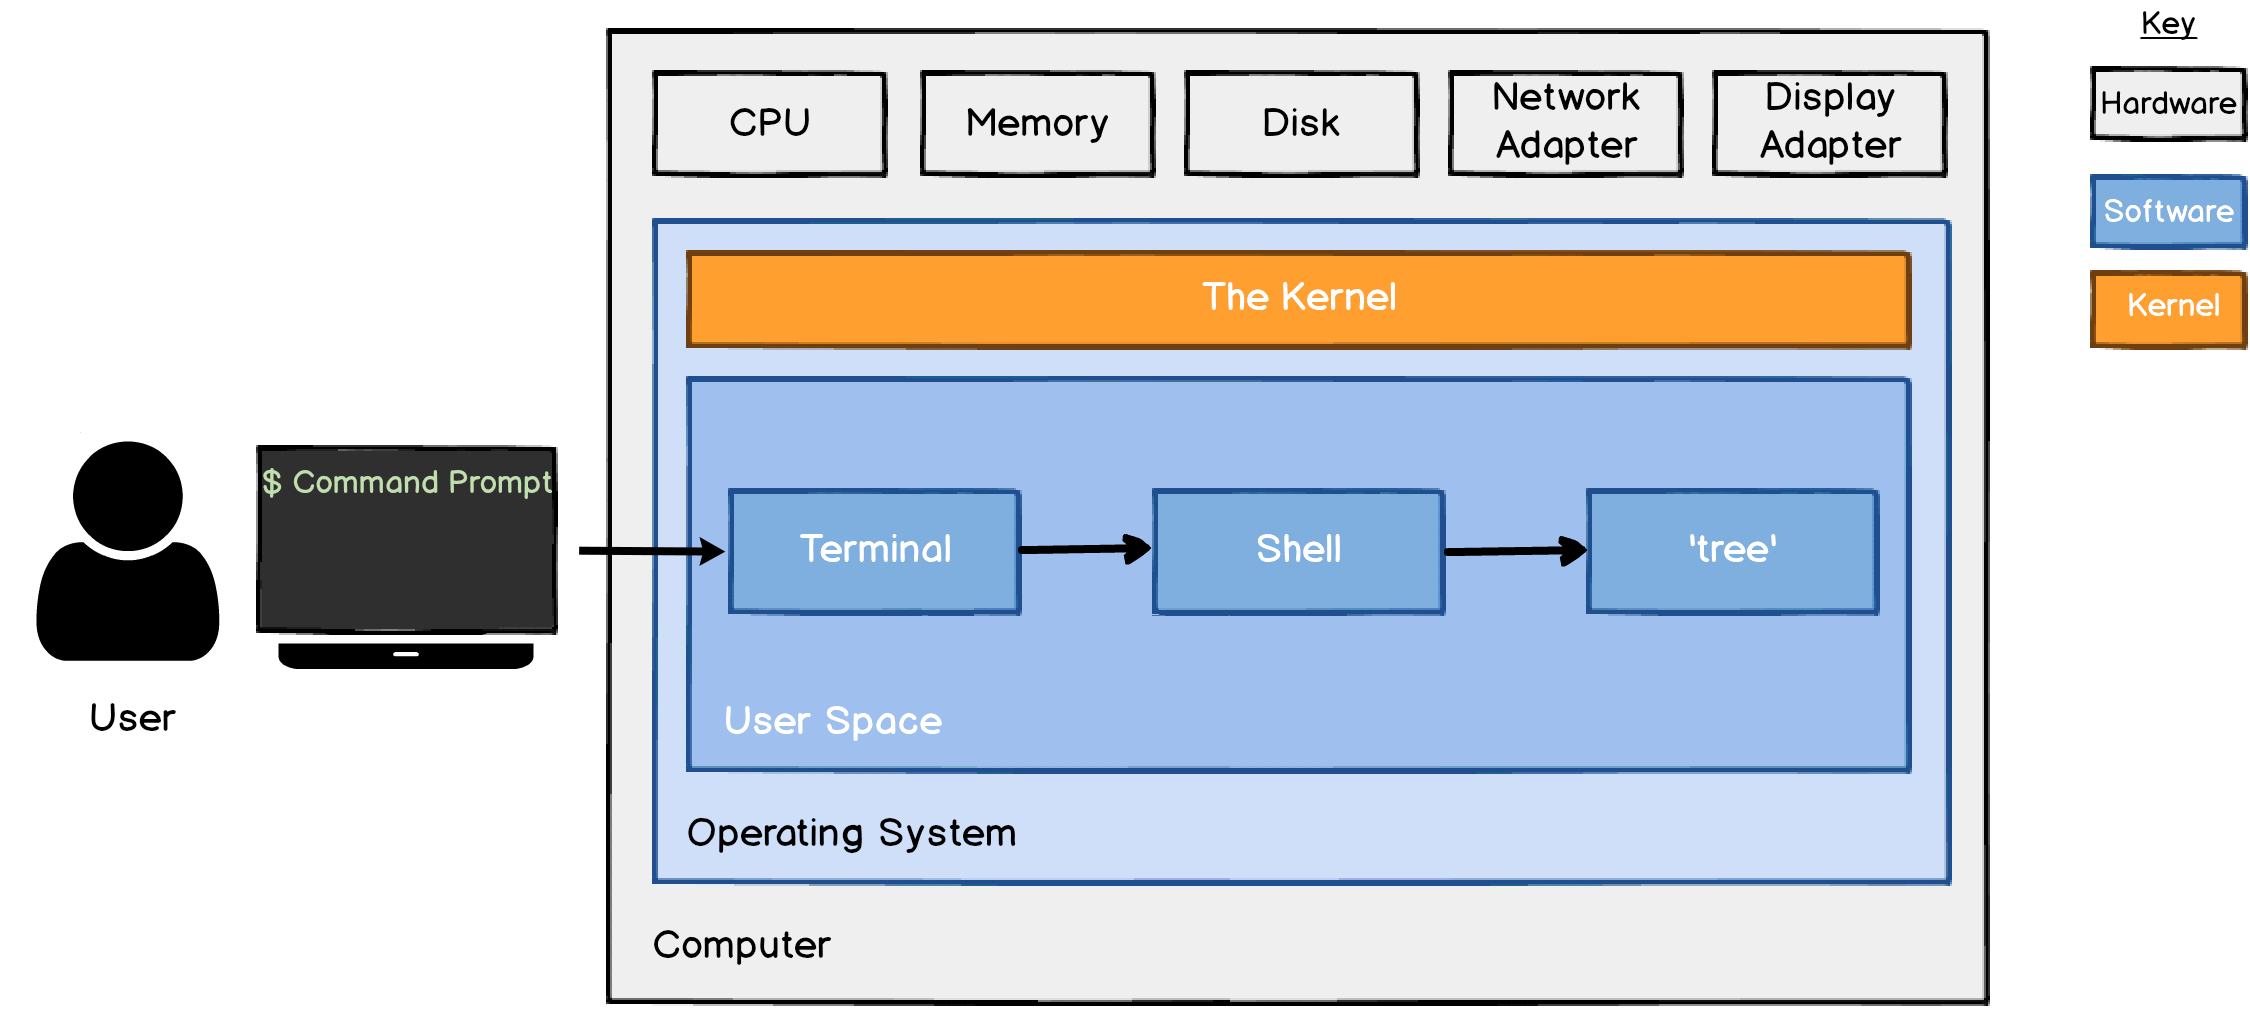 Key
CPU
Memory
Disk
Network
Adapter
Display
Adapter
Hardware
Software
Kernel
The Kernel
$ Command Prompt
Terminal
Shell
'tree'
User
User Space
Operating System
Computer